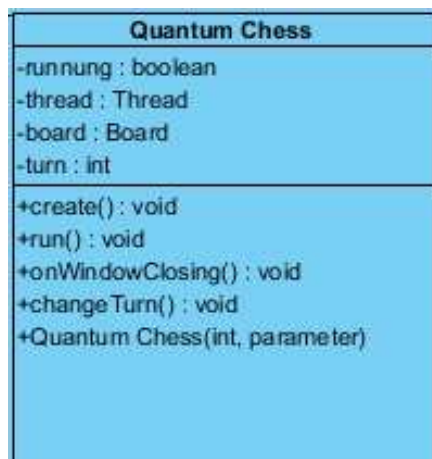 Quantum Chess
-runnung : boolean
-thread : Thread
-board : Board
-turn : int
+create() : void
+run() : void
+onWindowClosing() : void
+changeTurn() : void
+Quantum Chess(int, parameter)